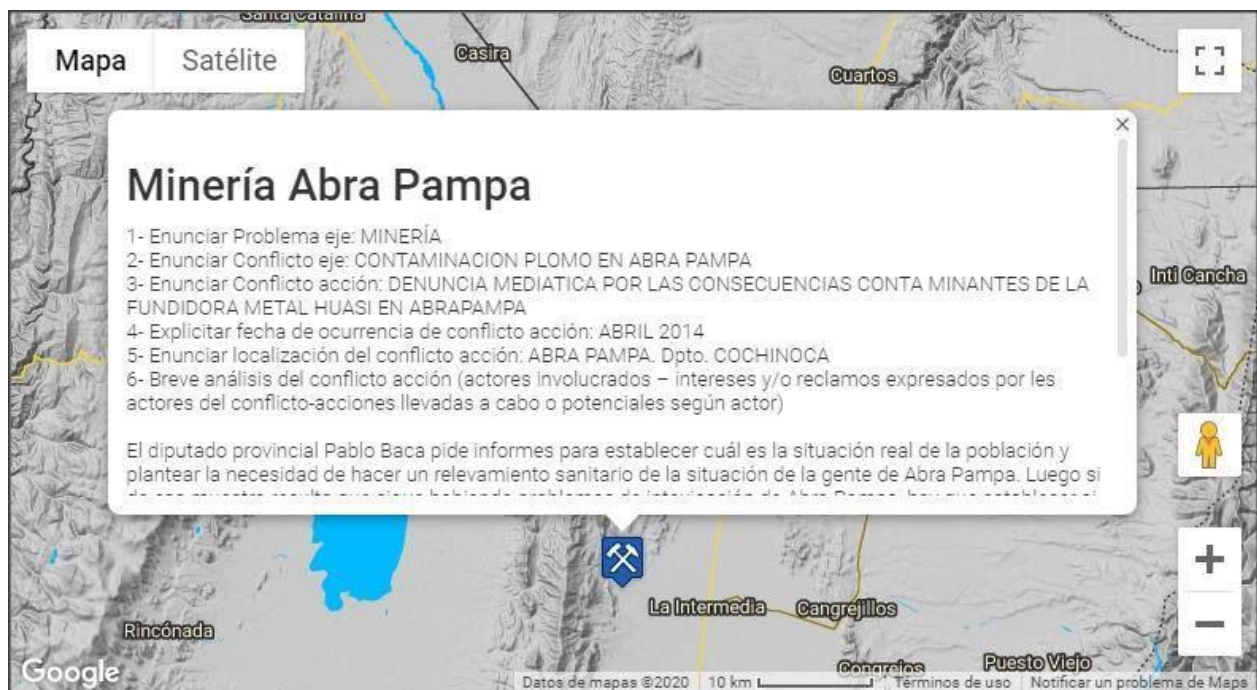 Santa Catalina
Mapa
Satélite
Casira
Cuartos
Minería Abra Pampa
1- Enunciar Problema eje: MINERÍA
2- Enunciar Conflicto eje: CONTAMINACION PLOMO EN ABRA PAMPA
3- Enunciar Conflicto acción: DENUNCIA MEDIATICA POR LAS CONSECUENCIAS CONTA MINANTES DE LA
FUNDIDORA METAL HUASI EN ABRAPAMPA
4- Explicitar fecha de ocurrencia de conflicto acción: ABRIL 2014
5- Enunciar localización del conflicto acción: ABRA PAMPA. Dpto. COCHINOCA
6- Breve análisis del conflicto acción (actores involucrados – intereses y/o reclamos expresados por les
actores del conflicto-acciones llevadas a cabo o potenciales según actor)
El diputado provincial Pablo Baca pide informes para establecer cuál es la situación real de la población y
plantear la necesidad de hacer un relevamiento sanitario de la situación de la gente de Abra Pampa. Luego si
Inti Cancha
La Intermedia
Cangrejillos
Rincónada
Congrejos
Puesto Viejo
Google
Datos de mapas ©2020
10 km
Términos de uso
Notificar un problema de Maps